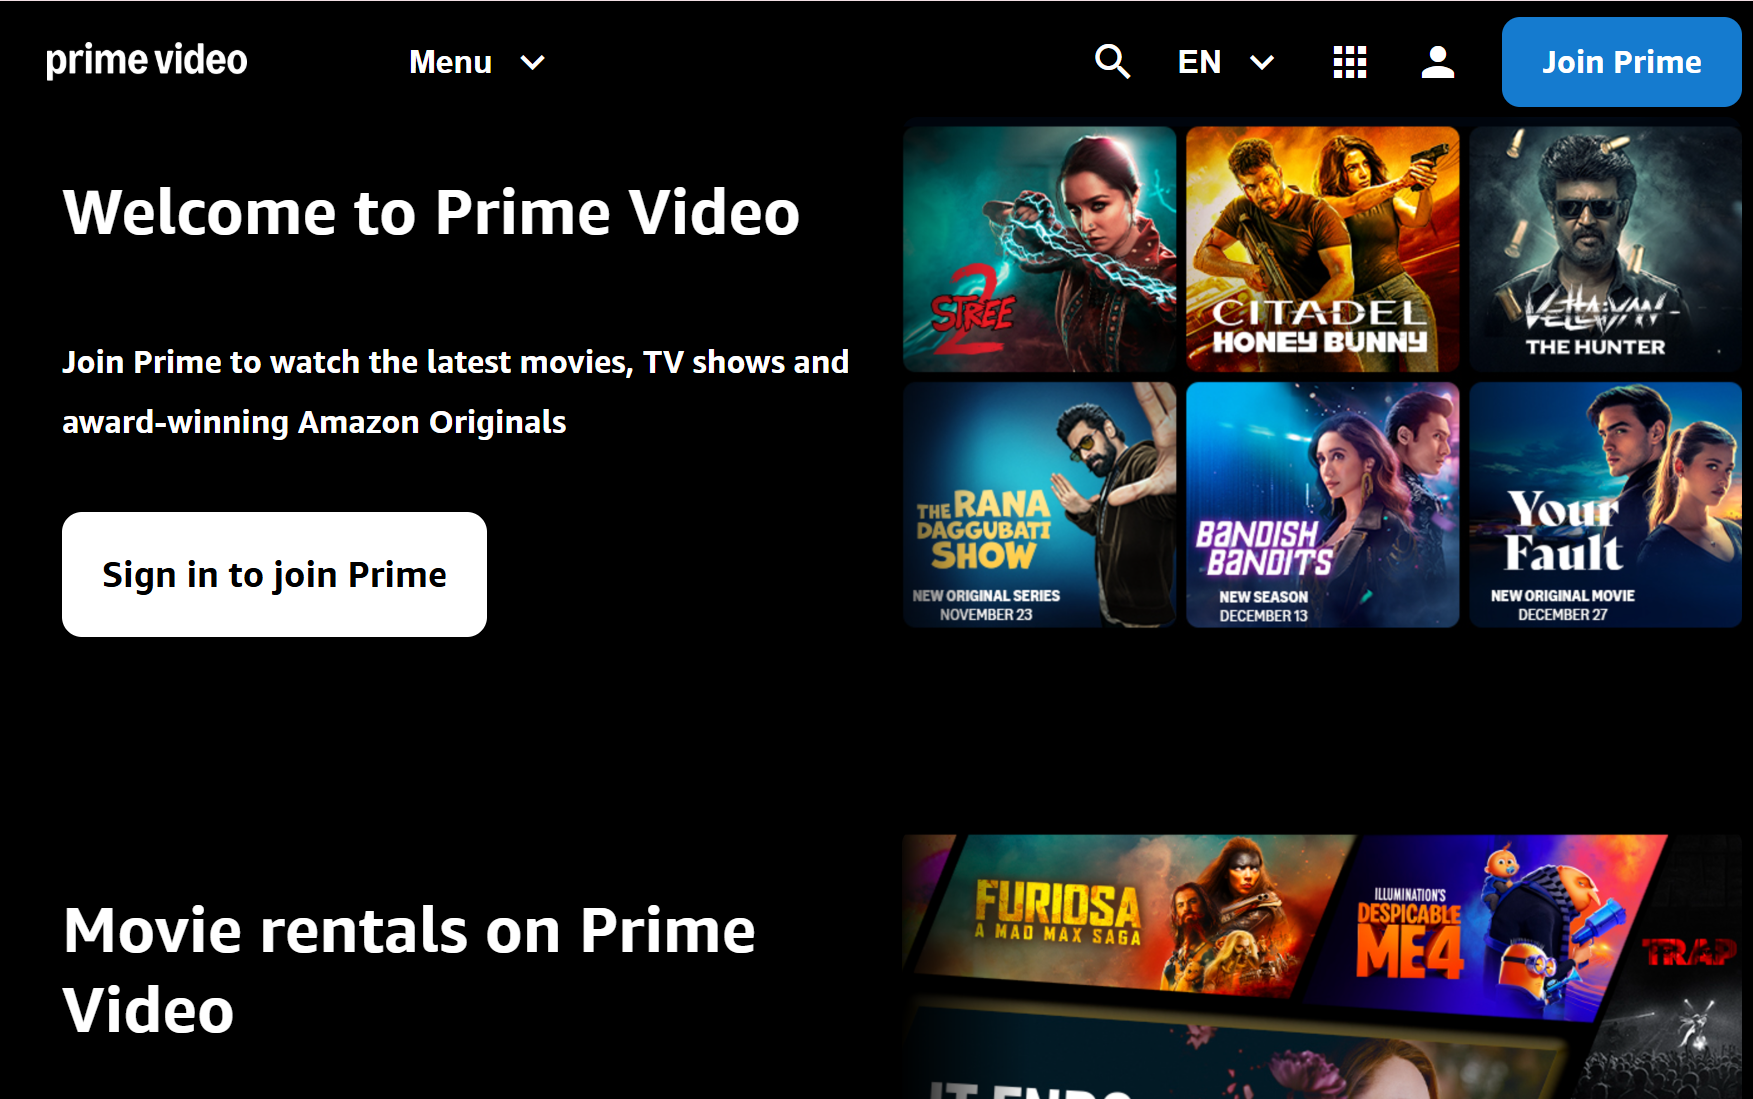 prime video
Menu
EN
Join Prime
Welcome to Prime Video
Join Prime to watch the latest movies, TV shows and
award-winning Amazon Originals
Sign in to join Prime
STREE
2
CITADEL
HONEY BUNNY
VETTAIYAN
THE HUNTER
THE RANA
DAGGUBATI
SHOW
NEW ORIGINAL SERIES
NOVEMBER 23
BANDISH
BANDITS
NEW SEASON
DECEMBER 13
Your
Fault
NEW ORIGINAL MOVIE
DECEMBER 27
Movie rentals on Prime
Video
FURIOSA
A MAD MAX SAGA
ILLUMINATION'S
DESPICABLE
ME4
TRAP
IT ENDS